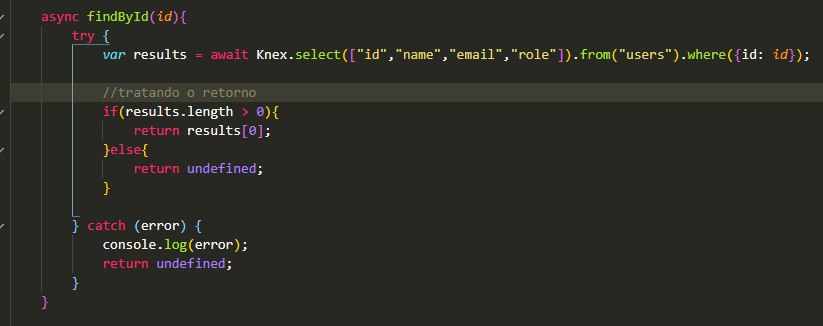 async findById(id){
try {
var results = await Knex.select(["id","name","email","role"]).from("users").where({id: id});
//tratando o retorno
if(results.length > 0){
return results[0];
}else{
return undefined;
}
} catch (error) {
console.log(error);
return undefined;
}
}